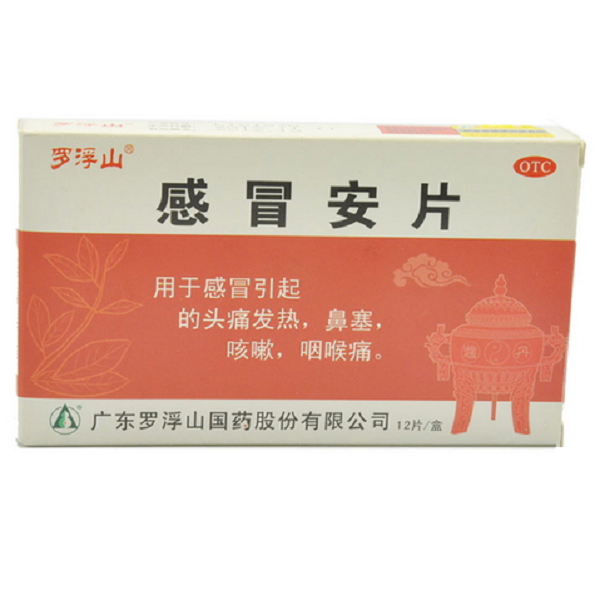 罗浮山®
OTC
感冒安片
用于感冒引起
的头痛发热，鼻塞，
咳嗽，咽喉痛。
广东罗浮山国药股份有限公司 12片/盒